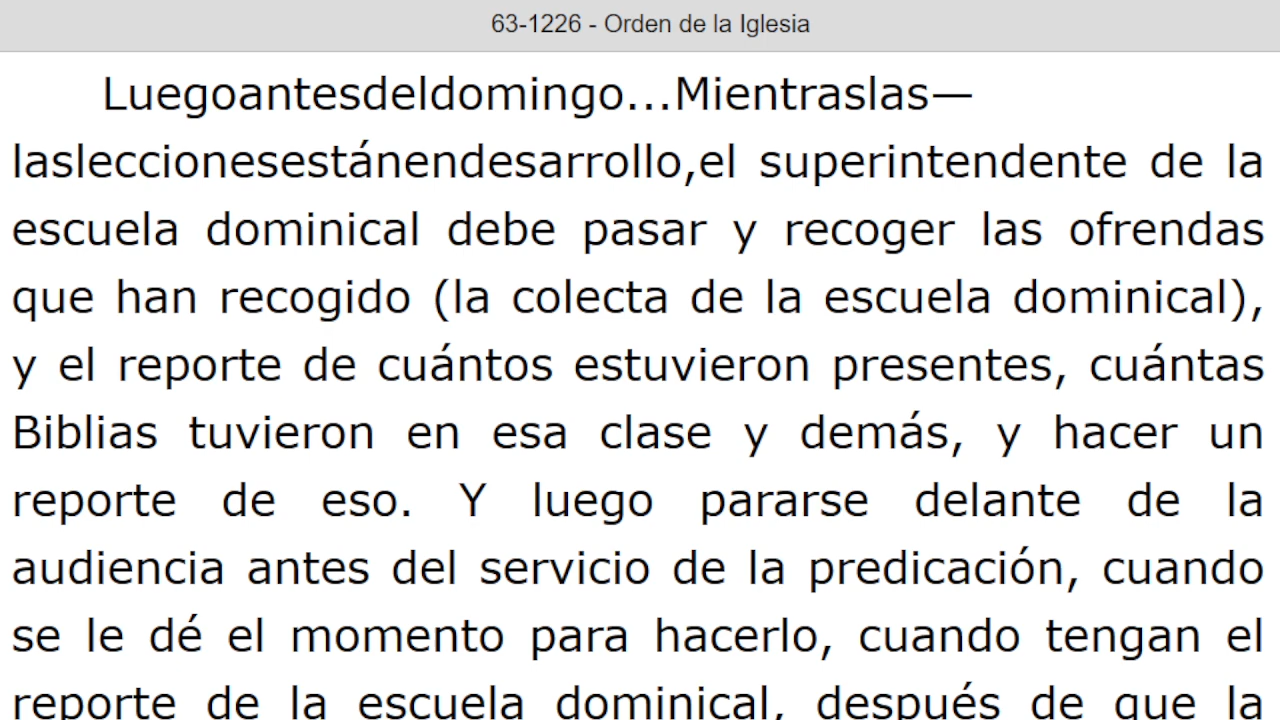 63-1226 - Orden de la Iglesia
Luegoantesdeldomingo...Mientraslas—
lasleccionesestánendesarrollo,el superintendente de la
escuela dominical debe pasar y recoger las ofrendas
que han recogido (la colecta de la escuela dominical),
y el reporte de cuántos estuvieron presentes, cuántas
Biblias tuvieron en esa clase y demás, y hacer un
reporte de eso. Y luego pararse delante de la
audiencia antes del servicio de la predicación, cuando
se le dé el momento para hacerlo, cuando tengan el
reporte de la escuela dominical, después de que la